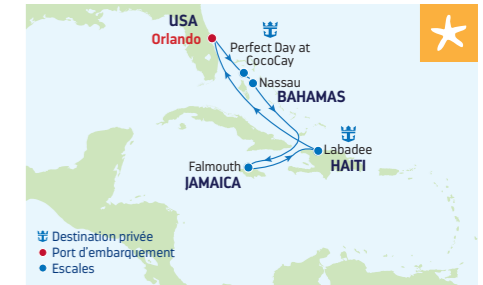 USA
Orlando
Perfect Day at
CocoCay
Nassau
BAHAMAS
Labadee
HAITI
Falmouth
JAMAICA
Destination privée
Port d'embarquement
Escales